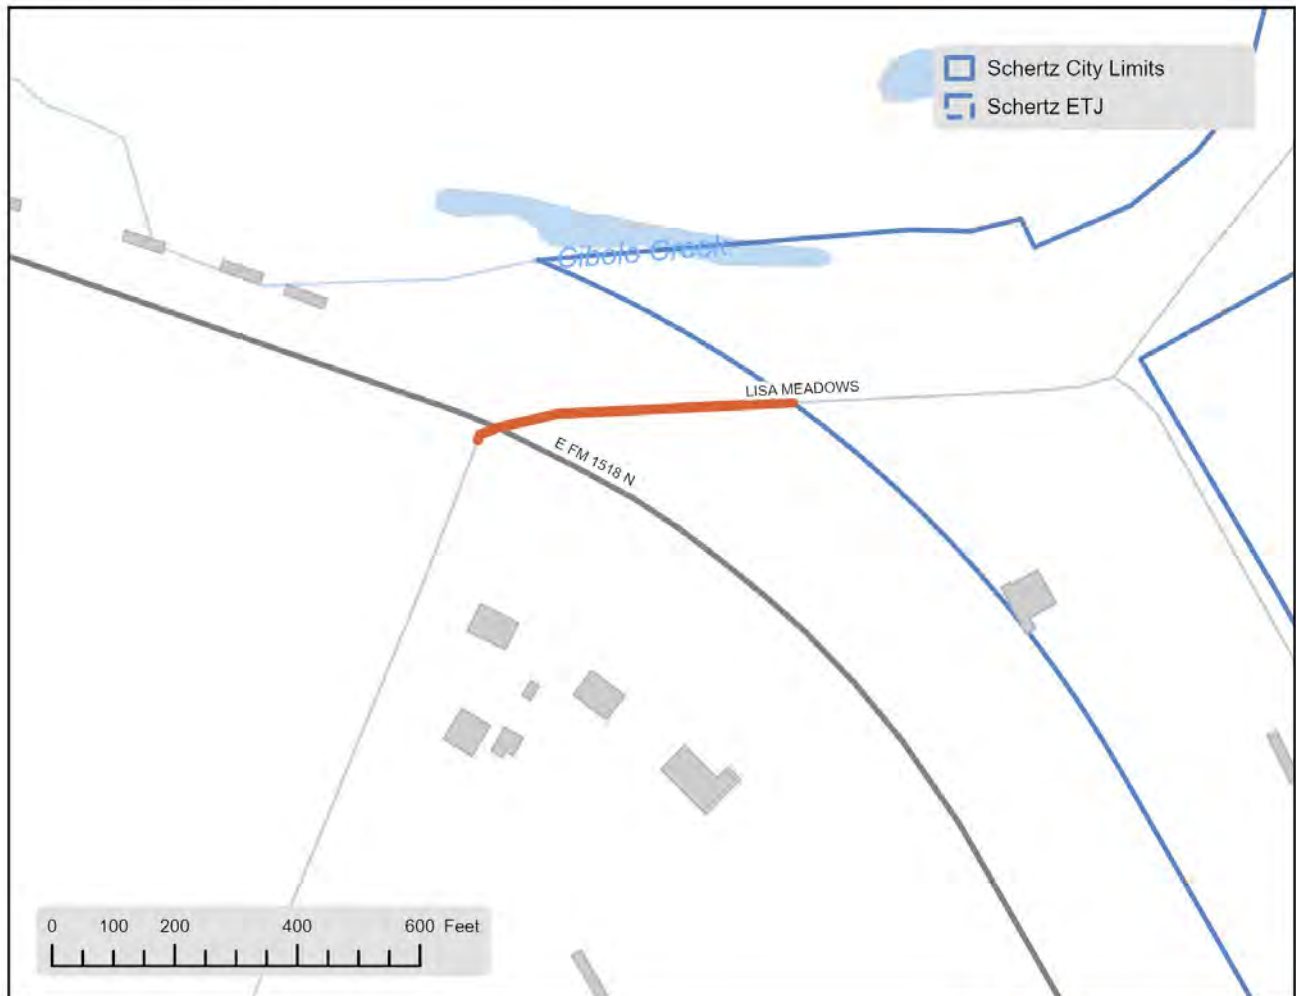 Schertz City Limits
Schertz ETJ
Cibolo Creek
LISA MEADOWS
E FM 1518 N
0 100 200 400 600 Feet